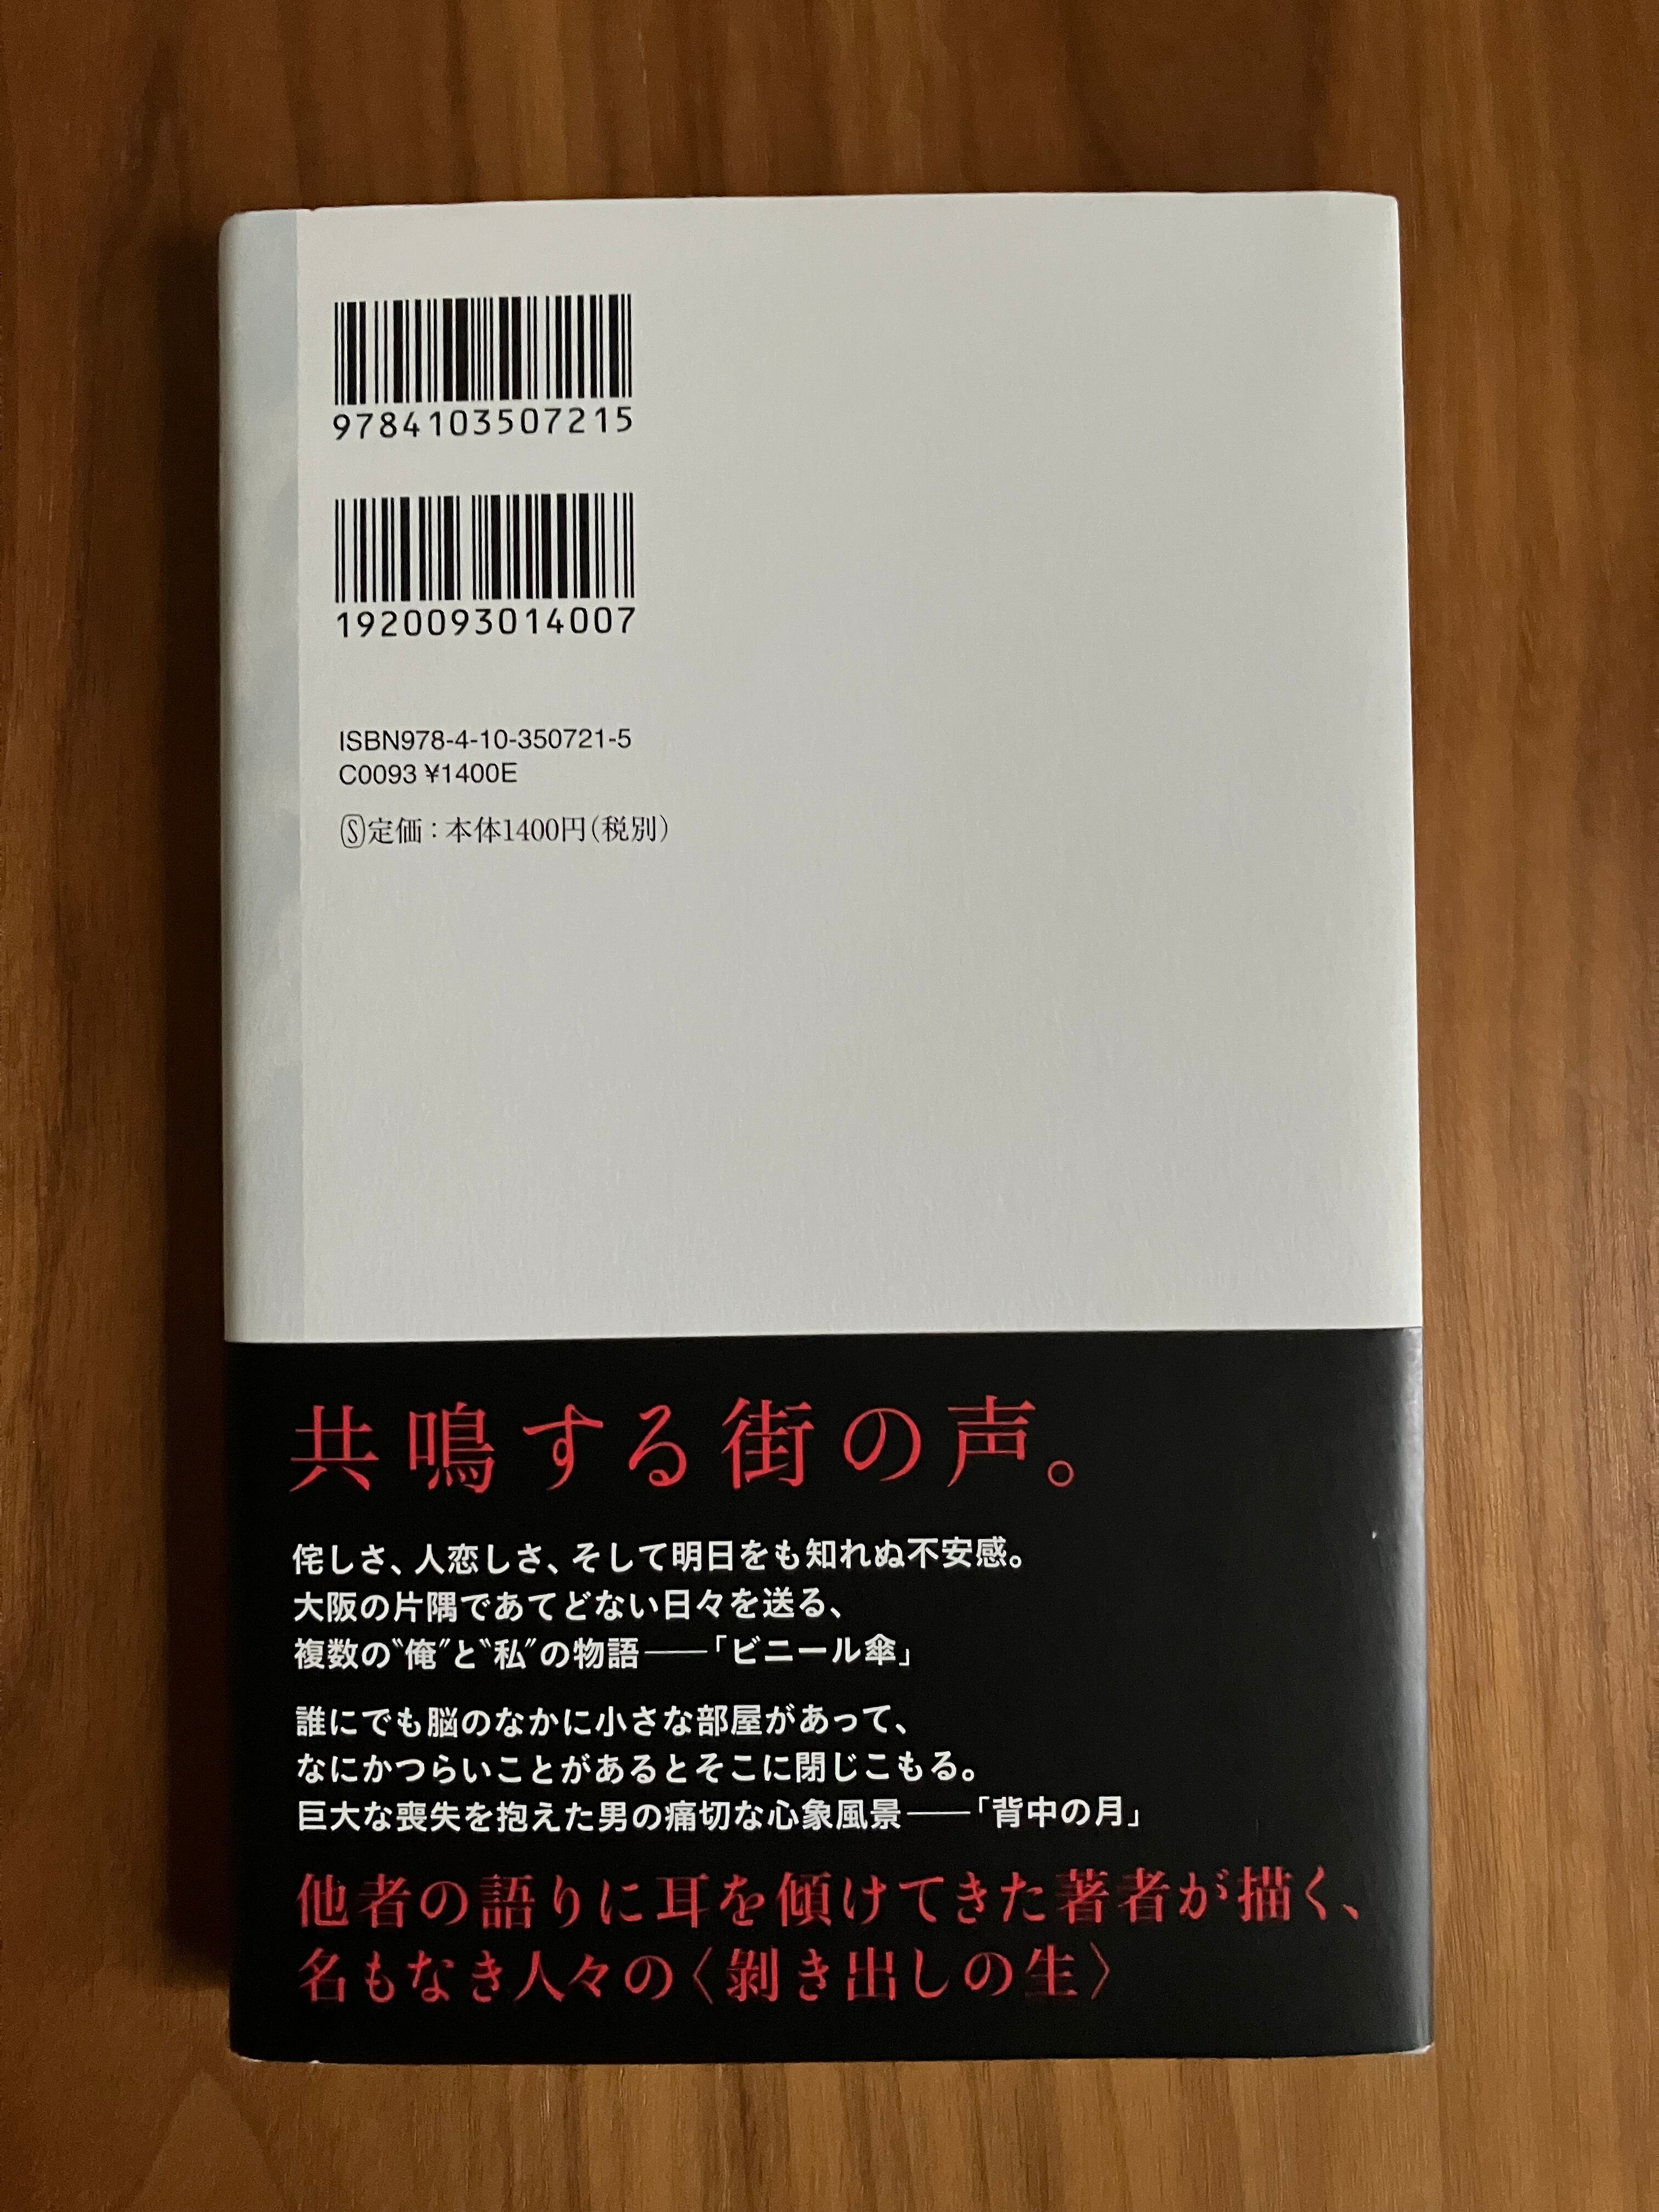 9784103507215
1920093014007
ISBN978-4-10-350721-5
C0093 ¥1400E
Ⓢ定価：本体1400円(税別)
共鳴する街の声。
侘しさ、人恋しさ、そして明日をも知れぬ不安感。
大阪の片隅であてどない日々を送る、
複数の〝俺〟と〝私〟の物語――「ビニール傘」
誰にでも脳のなかに小さな部屋があって、
なにかつらいことがあるとそこに閉じこもる。
巨大な喪失を抱えた男の痛切な心象風景――「背中の月」
他者の語りに耳を傾けてきた著者が描く、
名もなき人々の〈剝き出しの生〉